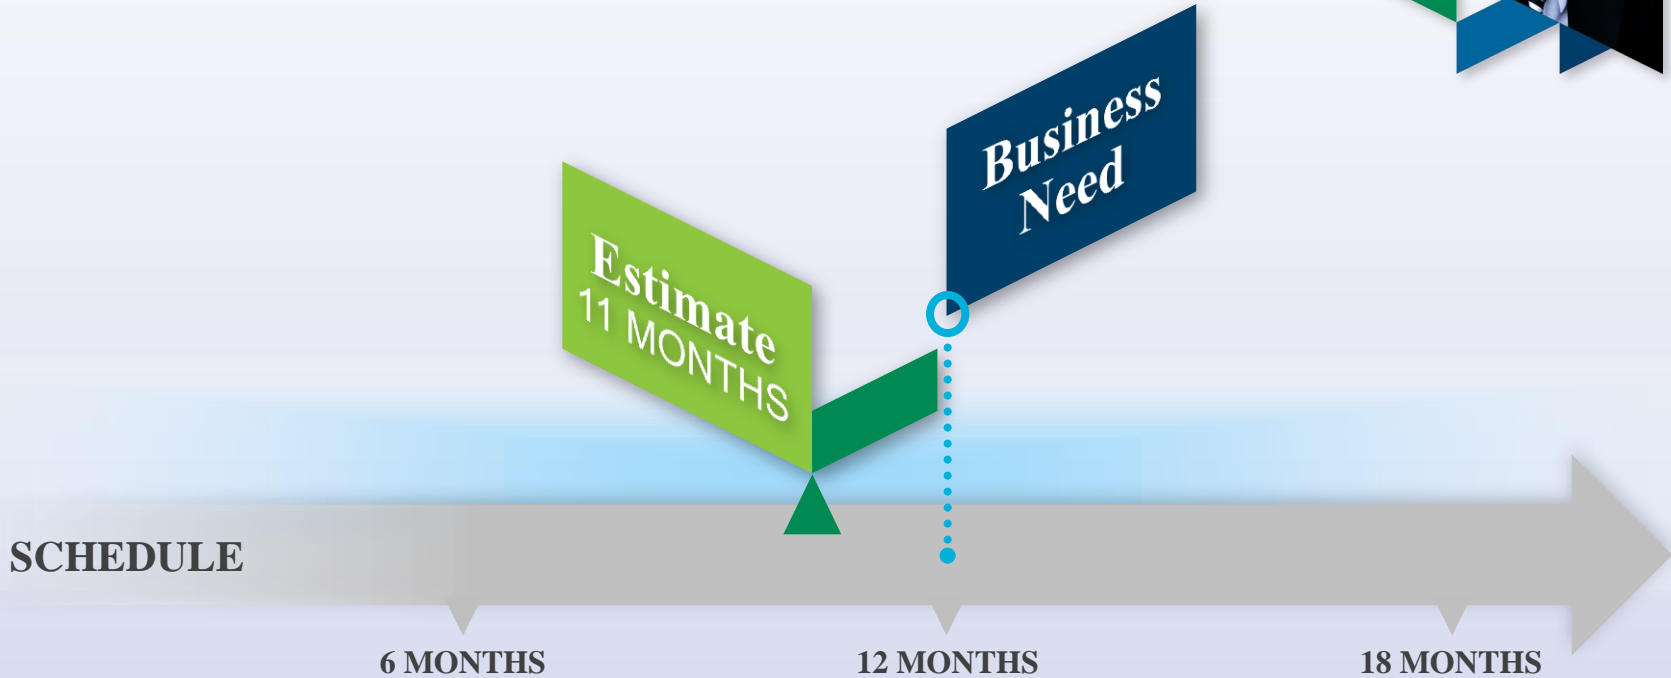 Business
Need
Estimate
11 MONTHS
SCHEDULE
6 MONTHS
12 MONTHS
18 MONTHS